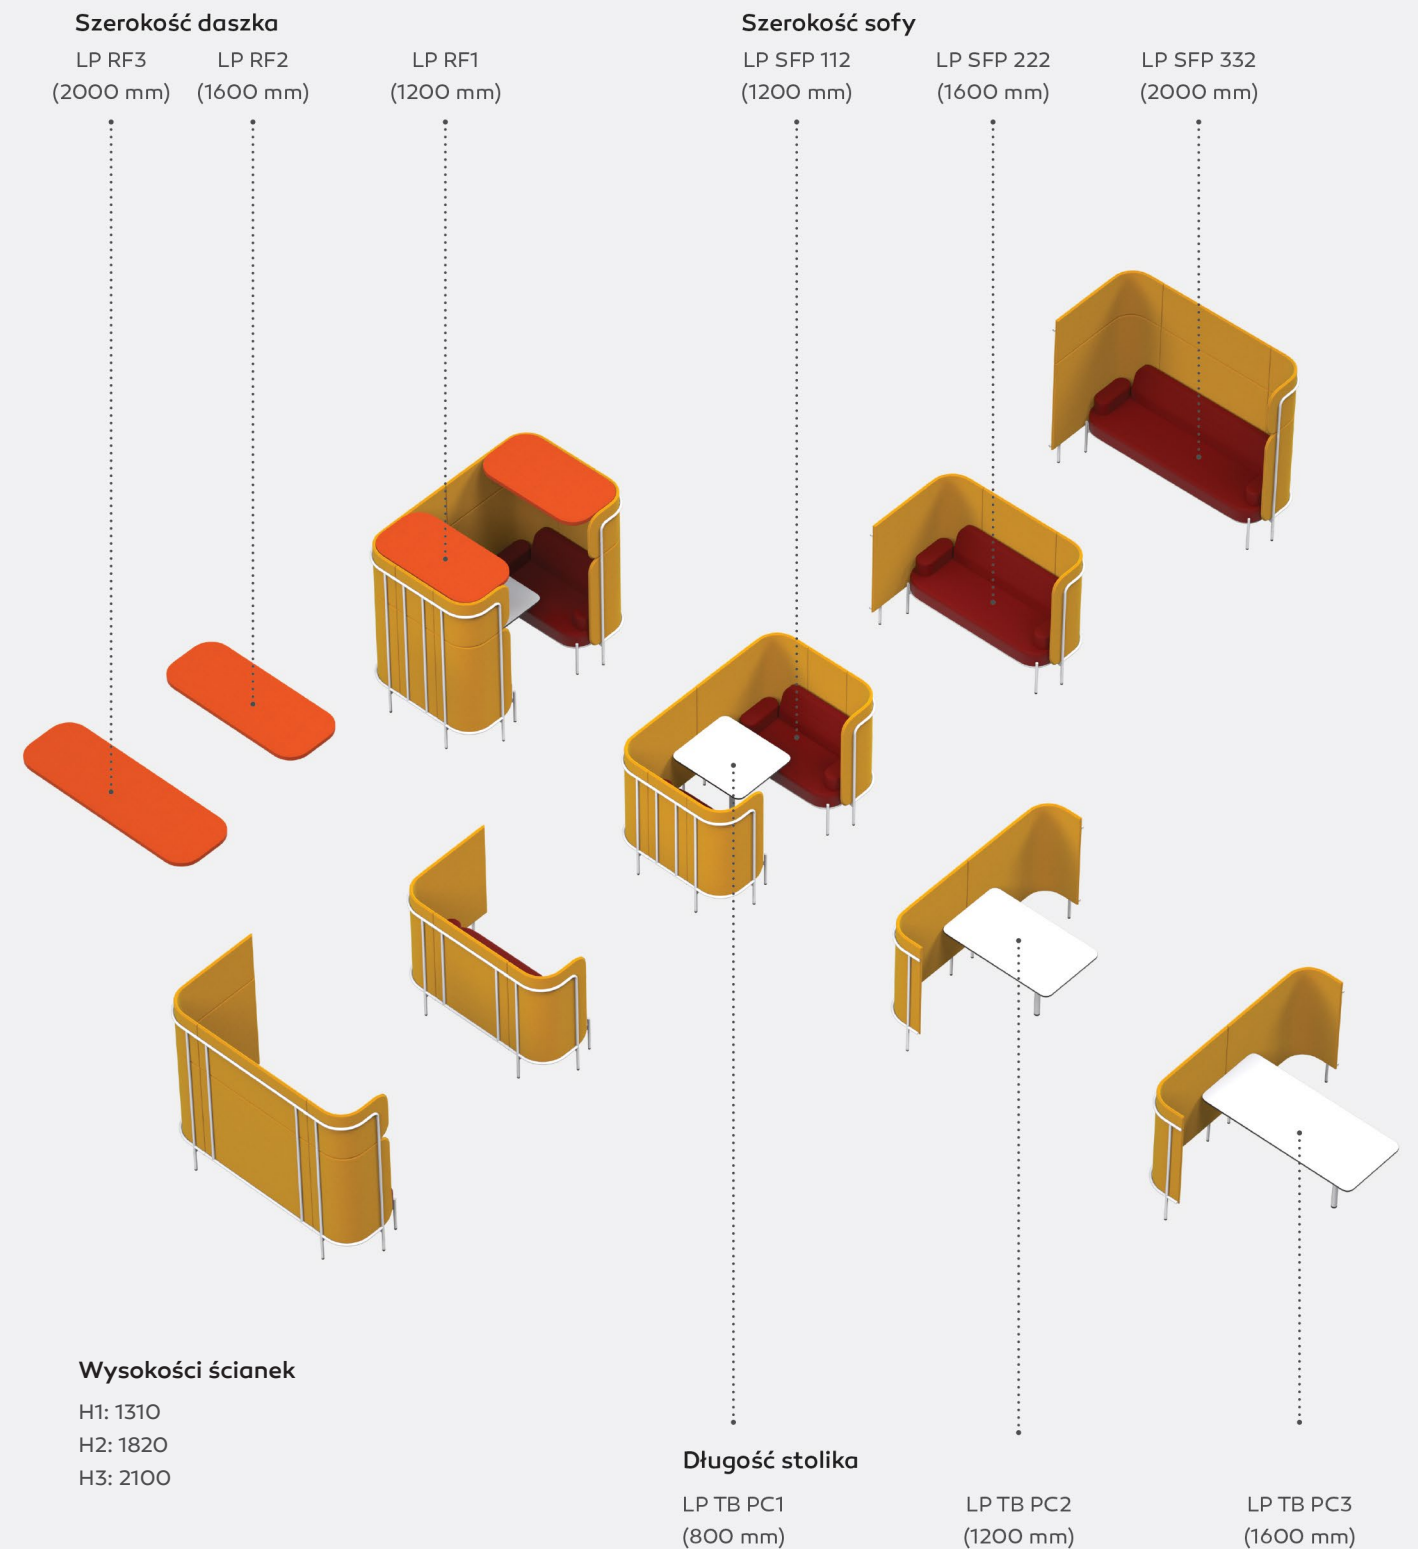 Szerokość daszka
LP RF3
(2000 mm)
LP RF2
(1600 mm)
LP RF1
(1200 mm)
Szerokość sofy
LP SFP 112
(1200 mm)
LP SFP 222
(1600 mm)
LP SFP 332
(2000 mm)
Wysokości ścianek
H1: 1310
H2: 1820
H3: 2100
Długość stolika
LP TB PC1
(800 mm)
LP TB PC2
(1200 mm)
LP TB PC3
(1600 mm)